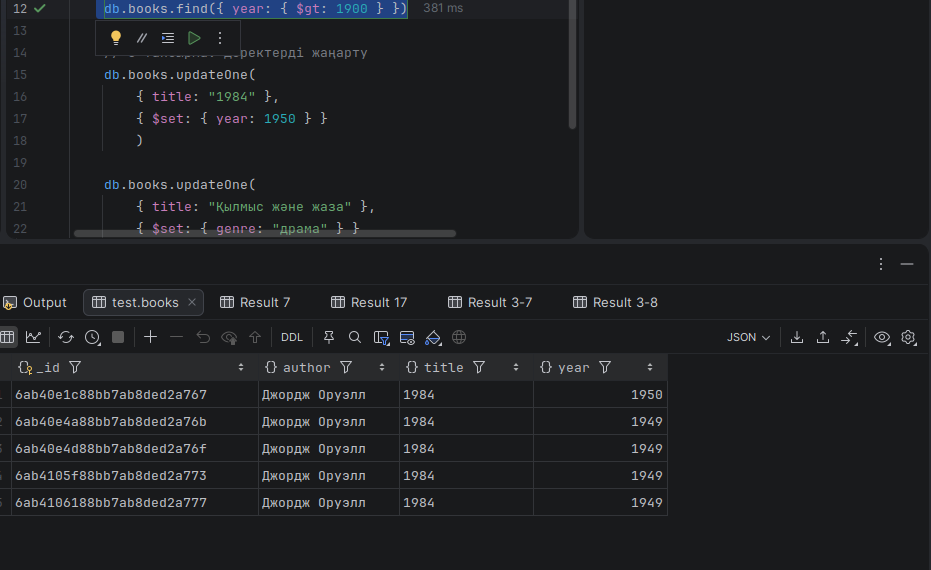 12 db.books.find({ year: { $gt: 1900 } }) 381 ms
13
14 деректерді жаңарту
15 db.books.updateOne(
16 { title: "1984" },
17 { $set: { year: 1950 } }
18 )
19
20 db.books.updateOne(
21 { title: "Қылмыс және жаза" },
22 { $set: { genre: "драма" } }
Output test.books Result 7 Result 17 Result 3-7 Result 3-8
DDL JSON
_id author title year
6ab40e1c88bb7ab8ded2a767 Джордж Оруэлл 1984 1950
6ab40e4a88bb7ab8ded2a76b Джордж Оруэлл 1984 1949
6ab40e4d88bb7ab8ded2a76f Джордж Оруэлл 1984 1949
6ab4105f88bb7ab8ded2a773 Джордж Оруэлл 1984 1949
6ab4106188bb7ab8ded2a777 Джордж Оруэлл 1984 1949